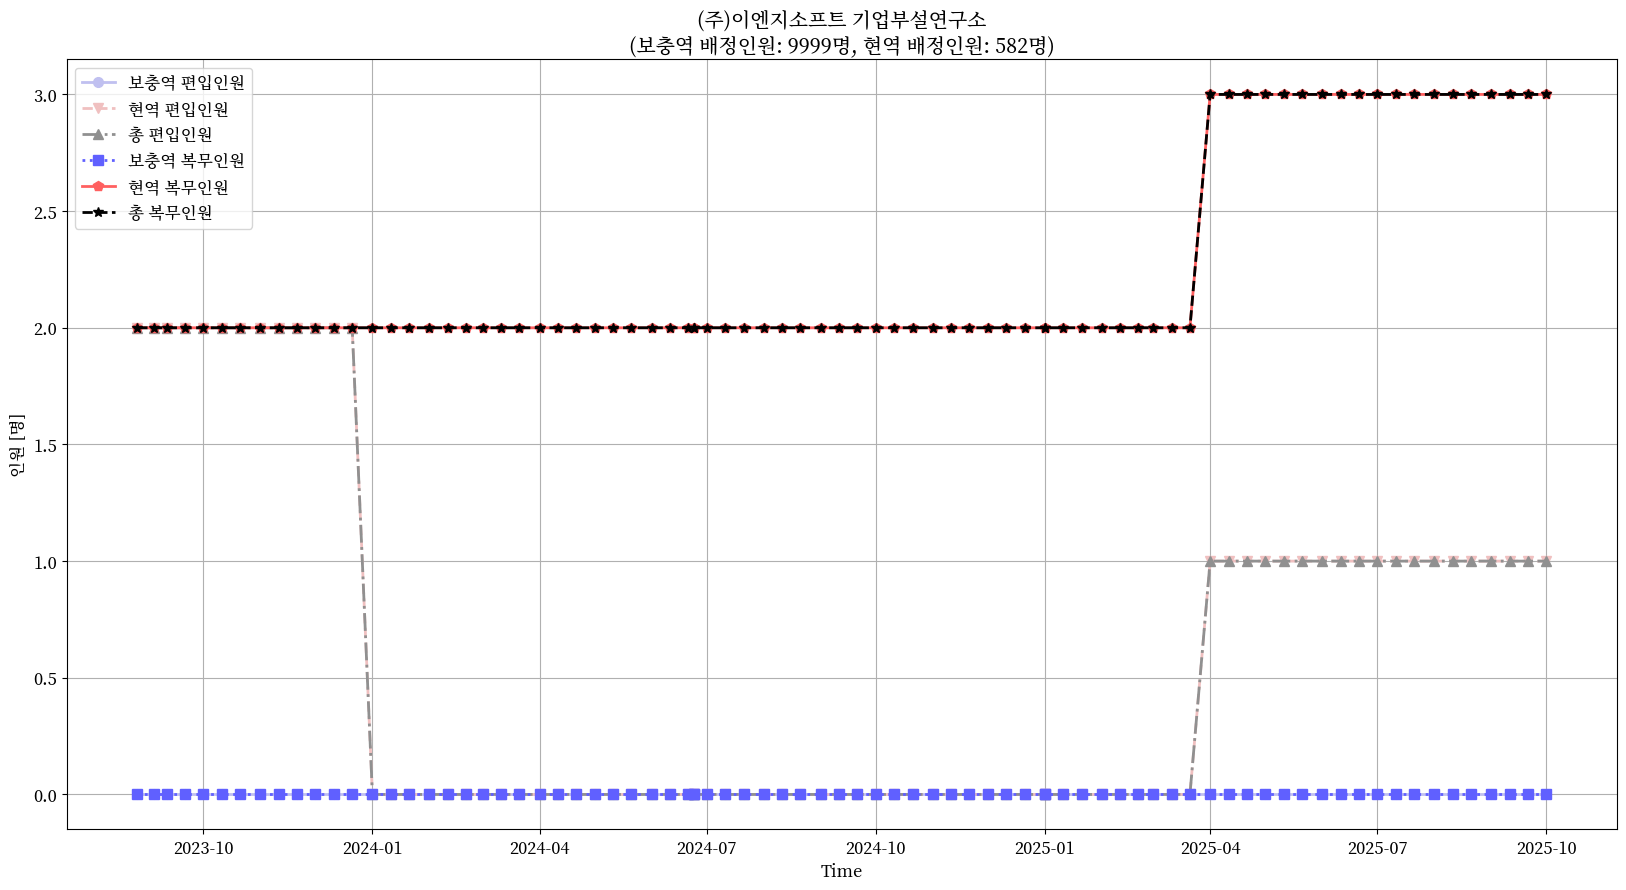 (주)이엔지소프트 기업부설연구소
(보충역 배정인원: 9999명, 현역 배정인원: 582명)
보충역 편입인원
현역 편입인원
총 편입인원
보충역 복무인원
현역 복무인원
총 복무인원
인원 [명]
3.0
2.5
2.0
1.5
1.0
0.5
0.0
2023-10
2024-01
2024-04
2024-07
2024-10
2025-01
2025-04
2025-07
2025-10
Time